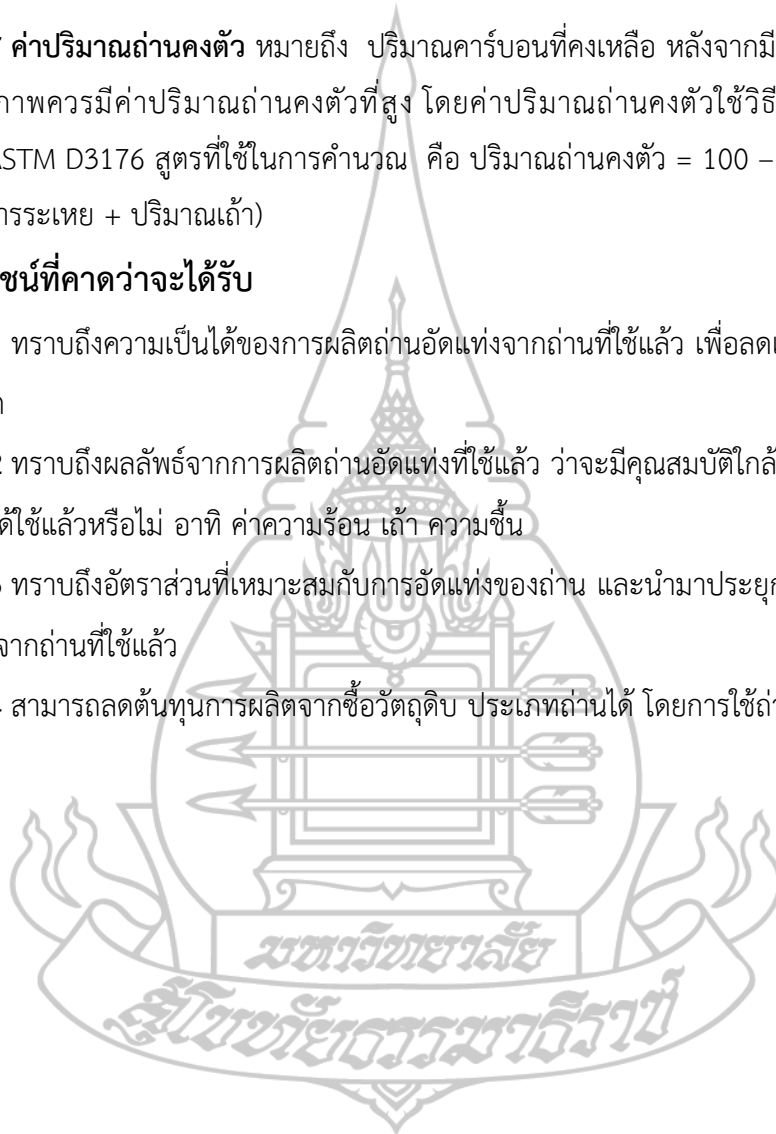 ค่าปริมาณถ่านคงตัว หมายถึง ปริมาณคาร์บอนที่คงเหลือ หลังจากมี
ภาพควรมีค่าปริมาณถ่านคงตัวที่สูง โดยค่าปริมาณถ่านคงตัวใช้วิธี
ASTM D3176 สูตรที่ใช้ในการคำนวณ คือ ปริมาณถ่านคงตัว = 100 –
ารระเหย + ปริมาณเถ้า)
ชน์ที่คาดว่าจะได้รับ
ทราบถึงความเป็นได้ของการผลิตถ่านอัดแท่งจากถ่านที่ใช้แล้ว เพื่อลด
2 ทราบถึงผลลัพธ์จากการผลิตถ่านอัดแท่งที่ใช้แล้ว ว่าจะมีคุณสมบัติใกล้
ได้ใช้แล้วหรือไม่ อาทิ ค่าความร้อน เถ้า ความชื้น
ทราบถึงอัตราส่วนที่เหมาะสมกับการอัดแท่งของถ่าน และนำมาประยุก
จากถ่านที่ใช้แล้ว
สามารถลดต้นทุนการผลิตจากซื้อวัตถุดิบ ประเภทถ่านได้ โดยการใช้ถ่า
มหาวิทยาลัย
สุโขทัยธรรมาธิราช